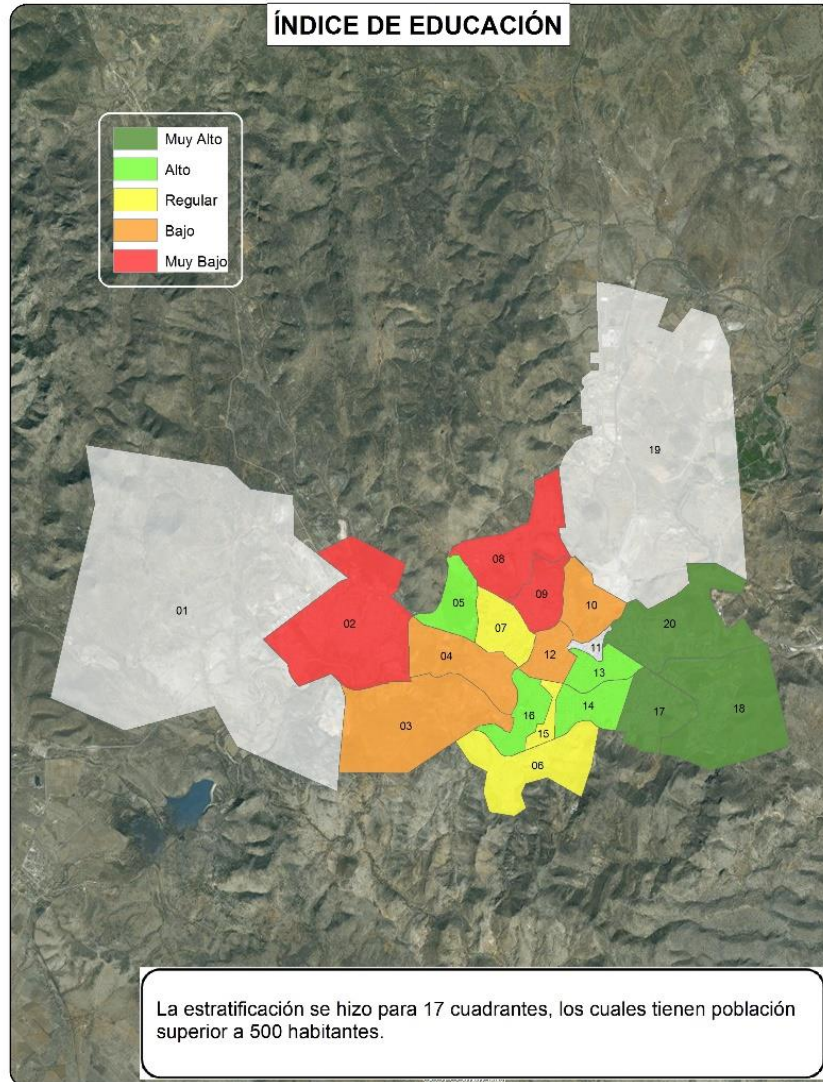 ÍNDICE DE EDUCACIÓN
Muy Alto
Alto
Regular
Bajo
Muy Bajo
19
08
05
09
10
01
02
07
20
11
04
12
13
16
17
18
03
14
15
06
La estratificación se hizo para 17 cuadrantes, los cuales tienen población
superior a 500 habitantes.